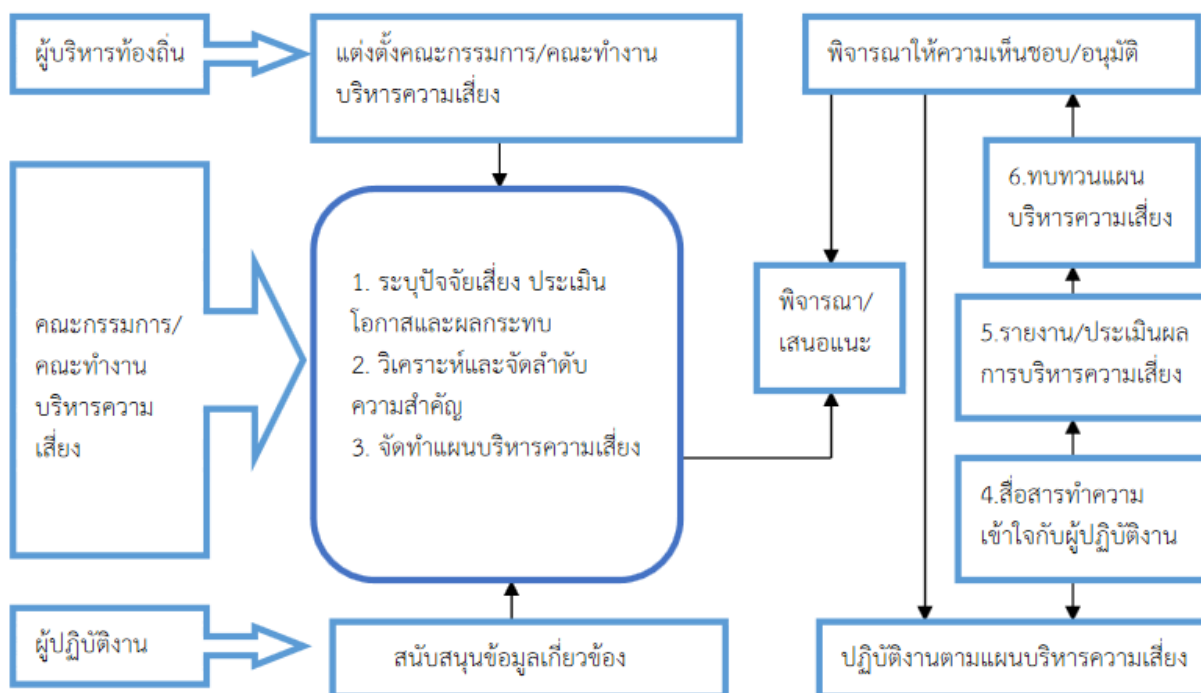 ผู้บริหารท้องถิ่น
แต่งตั้งคณะกรรมการ/คณะทำงาน
บริหารความเสี่ยง
พิจารณาให้ความเห็นชอบ/อนุมัติ
คณะกรรมการ/
คณะทำงาน
บริหารความ
เสี่ยง
1. ระบุปัจจัยเสี่ยง ประเมิน
โอกาสและผลกระทบ
2. วิเคราะห์และจัดลำดับ
ความสำคัญ
3. จัดทำแผนบริหารความเสี่ยง
พิจารณา/
เสนอแนะ
6.ทบทวนแผน
บริหารความเสี่ยง
5.รายงาน/ประเมินผล
การบริหารความเสี่ยง
4.สื่อสารทำความ
เข้าใจกับผู้ปฏิบัติงาน
ผู้ปฏิบัติงาน
สนับสนุนข้อมูลเกี่ยวข้อง
ปฏิบัติงานตามแผนบริหารความเสี่ยง